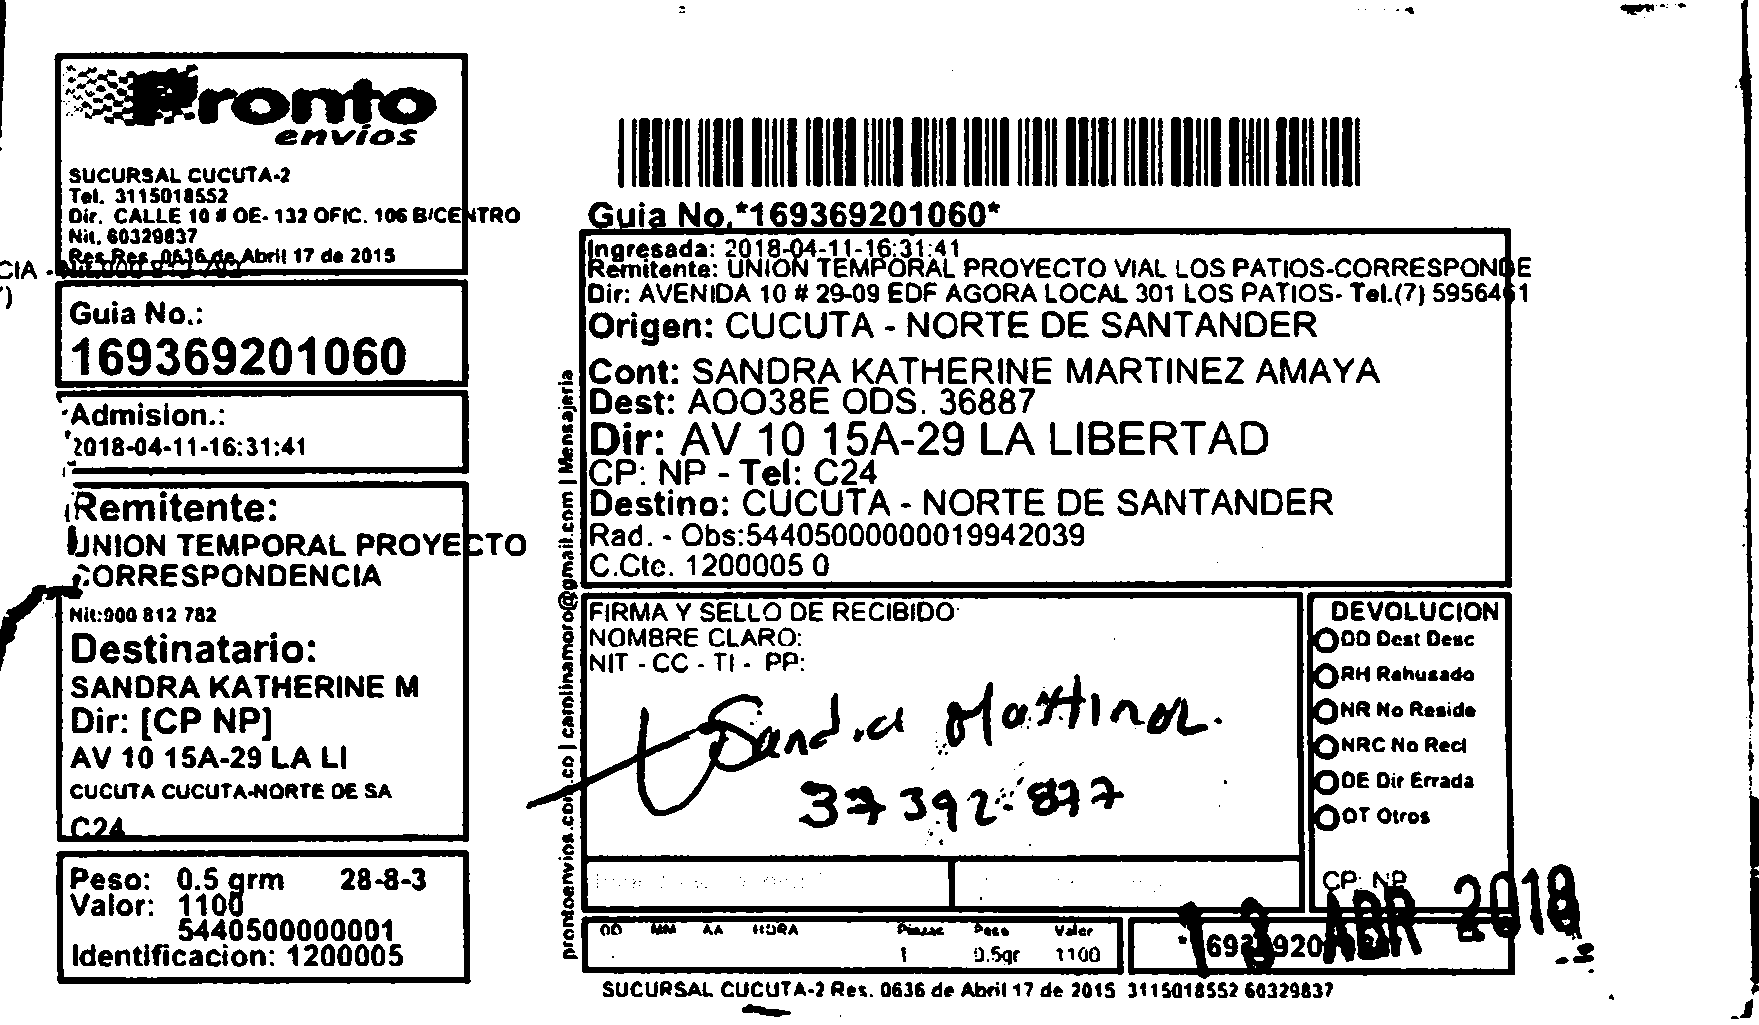 Pronto
envios
SUCURSAL CUCUTA-2
Tel. 3115018552
Dir. CALLE 10 # OE- 132 OFIC. 106 B/CENTRO
Nit. 60329837
Res Res. 0636 de Abril 17 de 2015
CIA -
Guia No.:
169369201060
Admision.:
2018-04-11-16:31:41
Remitente:
UNION TEMPORAL PROYECTO
CORRESPONDENCIA
Nit:900 812 782
Destinatario:
SANDRA KATHERINE M
Dir: [CP NP]
AV 10 15A-29 LA LI
CUCUTA CUCUTA-NORTE DE SA
C24
Peso: 0.5 grm 28-8-3
Valor: 1100
5440500000001
Identificacion: 1200005
prontoenvios.com.co | carolinamoro@gmail.com | Mensajeria
Guia No.*169369201060*
Ingresada: 2018-04-11-16:31:41
Remitente: UNION TEMPORAL PROYECTO VIAL LOS PATIOS-CORRESPONDE
Dir: AVENIDA 10 # 29-09 EDF AGORA LOCAL 301 LOS PATIOS- Tel.(7) 5956461
Origen: CUCUTA - NORTE DE SANTANDER
Cont: SANDRA KATHERINE MARTINEZ AMAYA
Dest: AOO38E ODS. 36887
Dir: AV 10 15A-29 LA LIBERTAD
CP: NP - Tel: C24
Destino: CUCUTA - NORTE DE SANTANDER
Rad. - Obs:54405000000019942039
C.Cte. 1200005 0
FIRMA Y SELLO DE RECIBIDO
NOMBRE CLARO:
NIT - CC - TI - PP:
Sandra Martinez.
37392.877
DEVOLUCION
DD Dest Desc
RH Rehusado
NR No Reside
NRC No Recl
DE Dir Errada
OT Otros
CP: NP
13 ABR 2018
DD MM AA HORA Piezas Peso Valor
1 0.5gr 1100
SUCURSAL CUCUTA-2 Res. 0636 de Abril 17 de 2015 3115018552 60329837